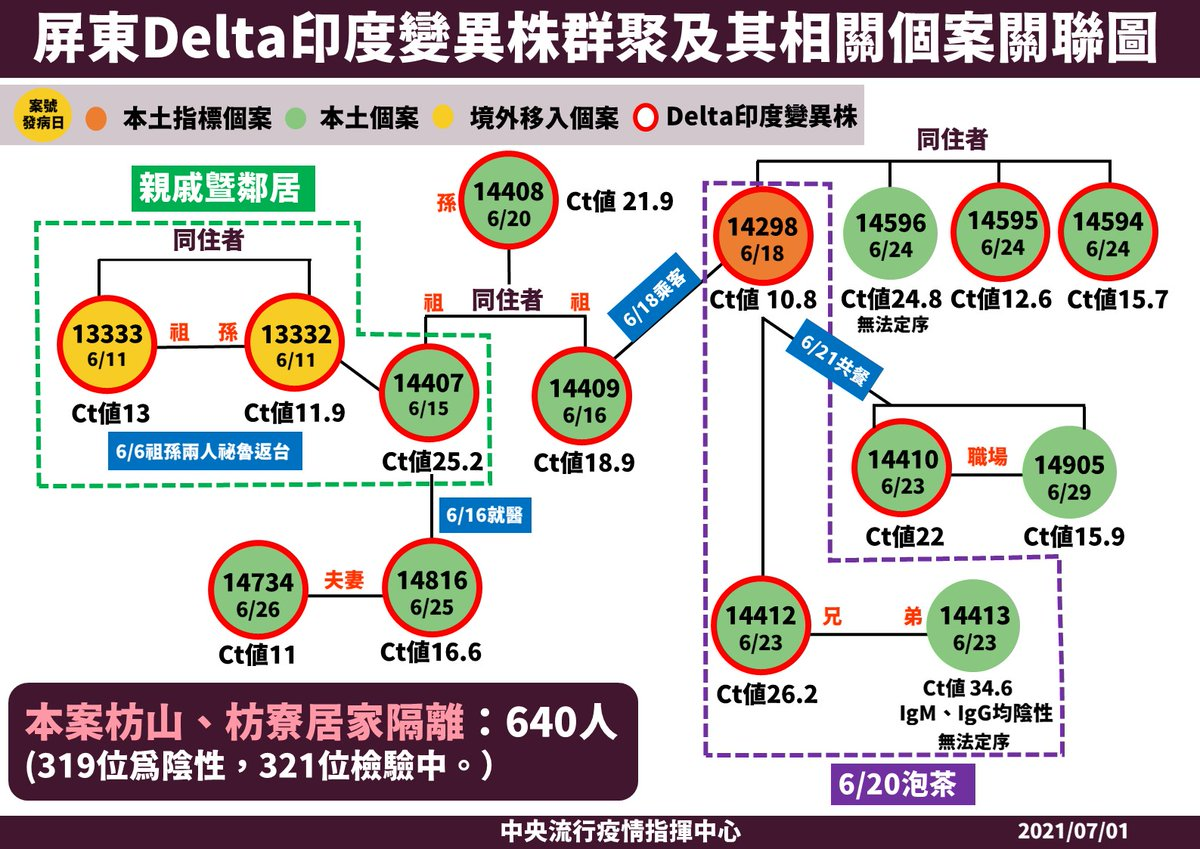 屏東Delta印度變異株群聚及其相關個案關聯圖
案號
發病日
本土指標個案
本土個案
境外移入個案
Delta印度變異株
親戚暨鄰居
同住者
13333
6/11
Ct值13
祖
孫
13332
6/11
Ct值11.9
6/6祖孫兩人祕魯返台
孫
14408
6/20
Ct值 21.9
祖
同住者
祖
14407
6/15
Ct值25.2
14409
6/16
Ct值18.9
6/18乘客
6/16就醫
14734
6/26
Ct值11
夫妻
14816
6/25
Ct值16.6
同住者
14298
6/18
Ct值 10.8
14596
6/24
Ct值24.8
無法定序
14595
6/24
Ct值12.6
14594
6/24
Ct值15.7
6/21共餐
14410
6/23
Ct值22
職場
14905
6/29
Ct值15.9
14412
6/23
Ct值26.2
兄
弟
14413
6/23
Ct值 34.6
IgM、IgG均陰性
無法定序
6/20泡茶
本案枋山、枋寮居家隔離：640人
(319位爲陰性，321位檢驗中。）
中央流行疫情指揮中心
2021/07/01